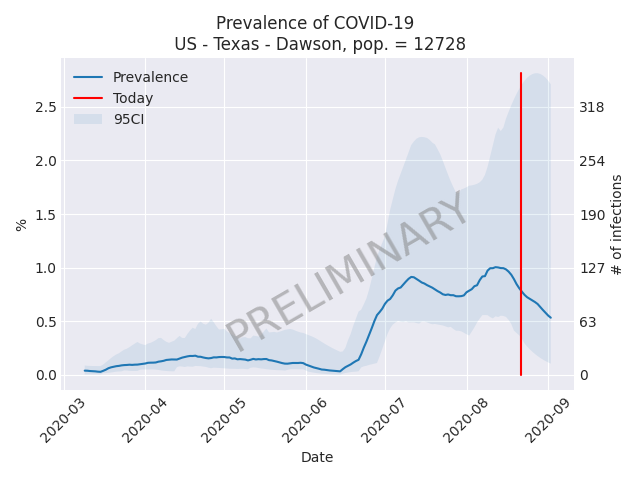 Prevalence of COVID-19
US - Texas - Dawson, pop. = 12728
Prevalence
Today
95CI
PRELIMINARY
%
2.5
2.0
1.5
1.0
0.5
0.0
318
254
190
127
63
0
# of infections
2020-03
2020-04
2020-05
2020-06
2020-07
2020-08
2020-09
Date